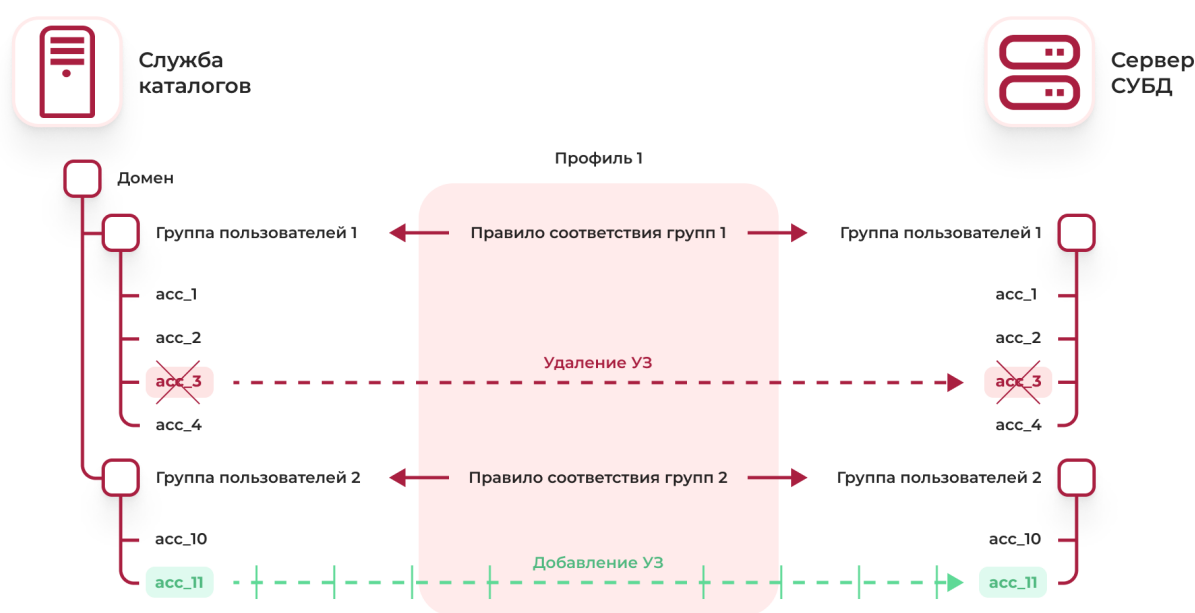 Служба
каталогов
Сервер
СУБД
Профиль 1
Домен
Группа пользователей 1
Правило соответствия групп 1
Группа пользователей 1
acc_1
acc_1
acc_2
acc_2
Удаление УЗ
acc_3
acc_3
acc_4
acc_4
Группа пользователей 2
Правило соответствия групп 2
Группа пользователей 2
acc_10
acc_10
Добавление УЗ
acc_11
acc_11